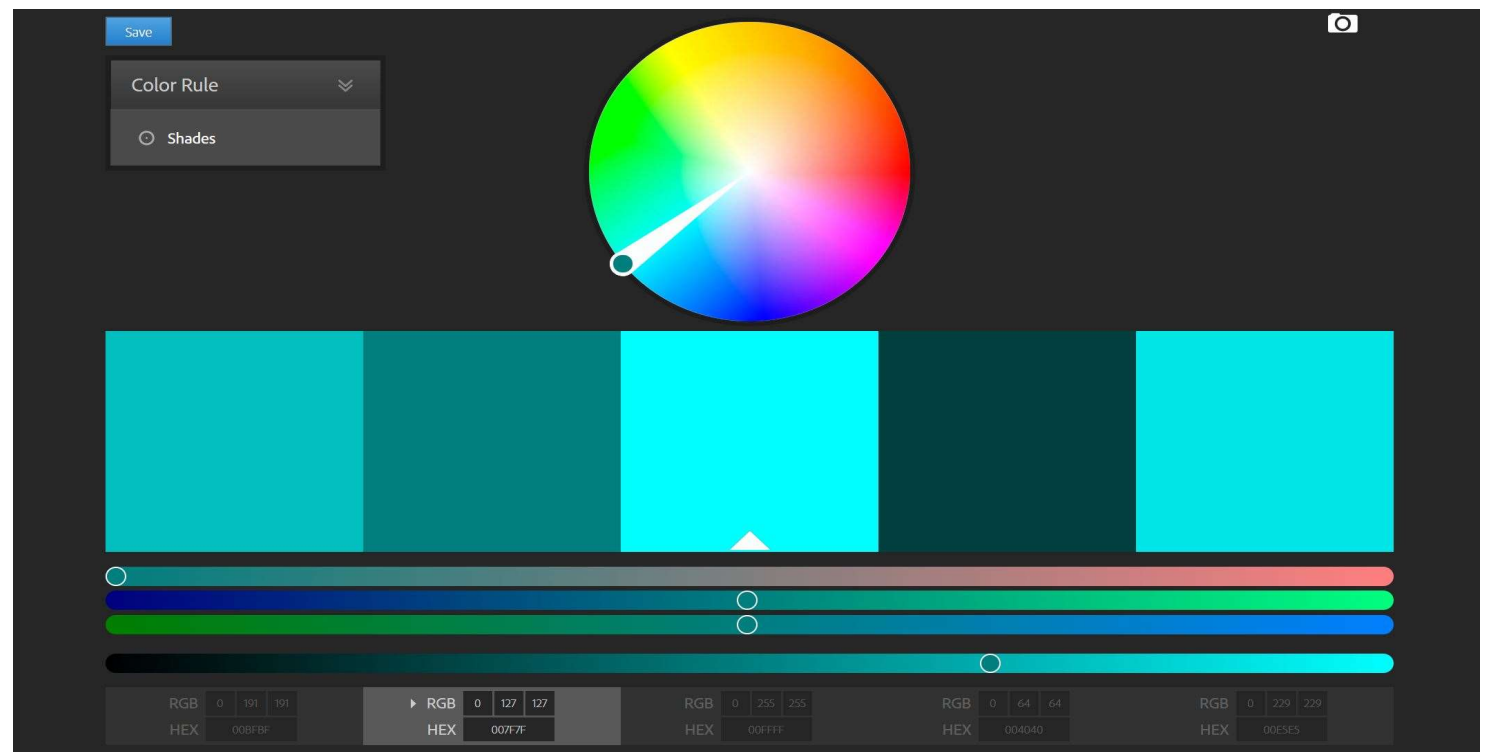 Save
Color Rule
Shades
RGB 0 191 191
HEX 00BFBF
RGB 0 127 127
HEX 007F7F
RGB 0 255 255
HEX 00FFFF
RGB 0 64 64
HEX 004040
RGB 0 229 229
HEX 00E5E5